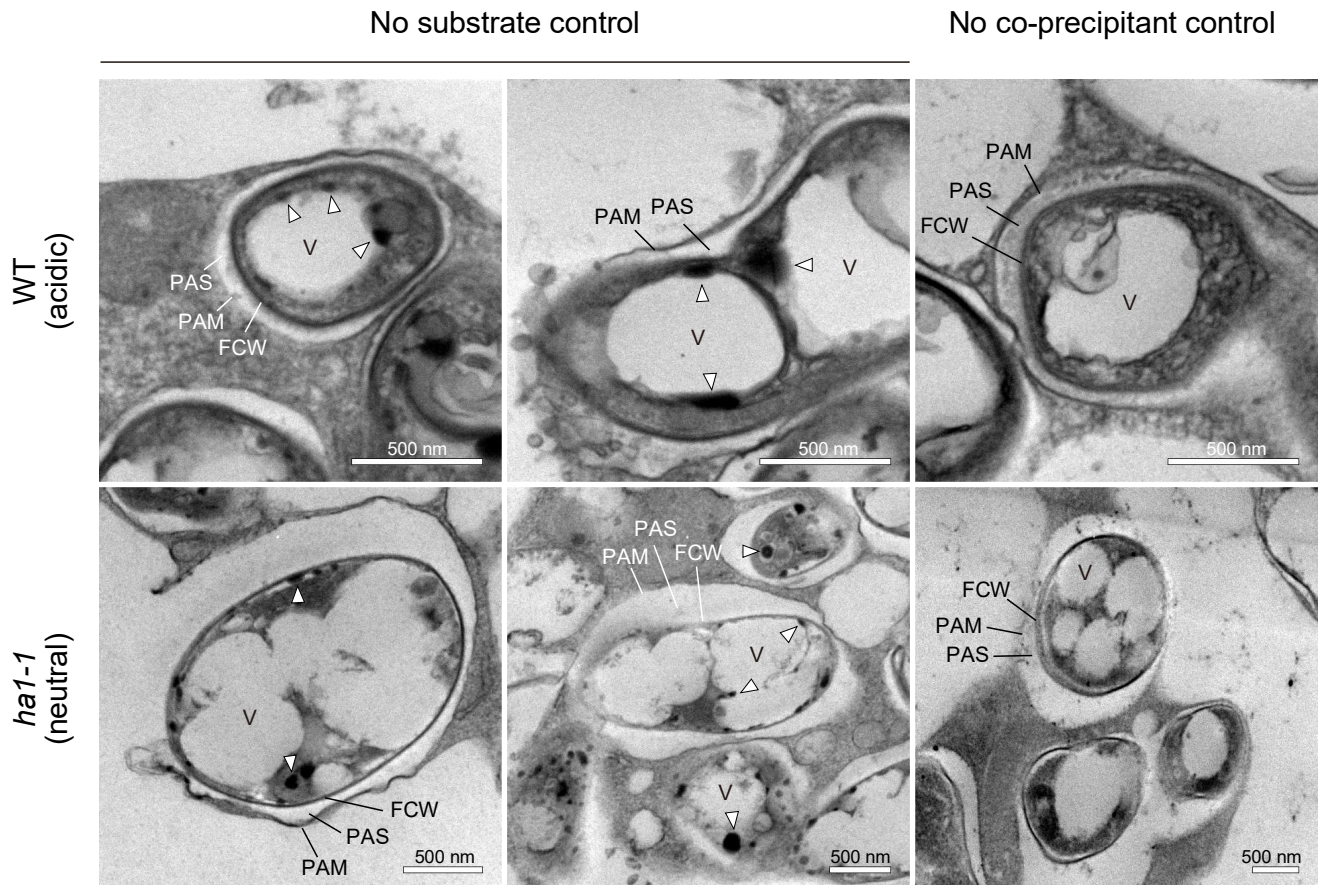 No substrate control
No co-precipitant control
WT
(acidic)
V
PAS
PAM
FCW
500 nm
PAM
PAS
V
V
500 nm
PAM
PAS
FCW
V
500 nm
ha1-1
(neutral)
V
FCW
PAS
PAM
500 nm
PAS
PAM
FCW
V
V
500 nm
V
FCW
PAM
PAS
500 nm